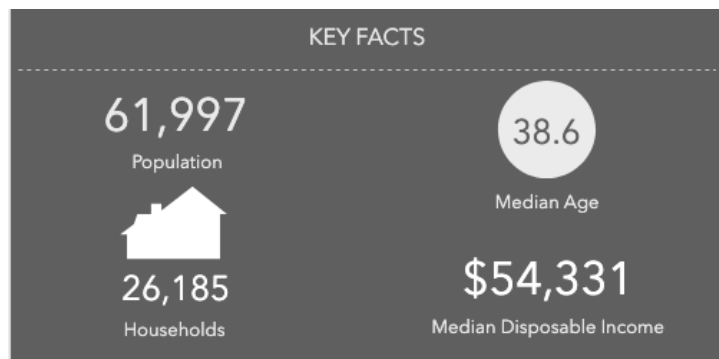 KEY FACTS
61,997
Population
38.6
Median Age
26,185
Households
$54,331
Median Disposable Income